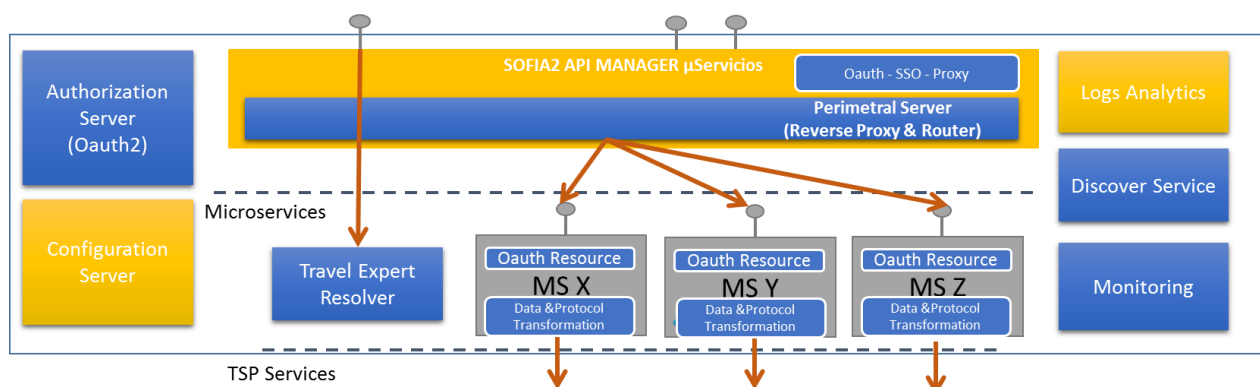 Authorization
Server
(Oauth2)
Configuration
Server
SOFIA2 API MANAGER µServicios
Oauth - SSO - Proxy
Perimetral Server
(Reverse Proxy & Router)
Logs Analytics
Discover Service
Monitoring
Microservices
Travel Expert
Resolver
Oauth Resource
MS X
Data &Protocol
Transformation
Oauth Resource
MS Y
Data &Protocol
Transformation
Oauth Resource
MS Z
Data &Protocol
Transformation
TSP Services